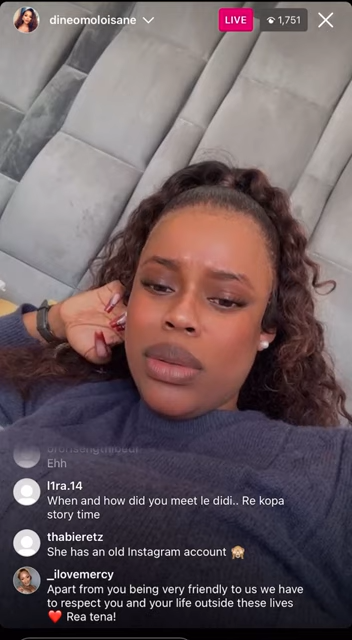 dineomoloisane
LIVE
1,751
Ehh
l1ra.14
When and how did you meet le didi.. Re kopa
story time
thabieretz
She has an old Instagram account 🙊
_ilovemercy
Apart from you being very friendly to us we have
to respect you and your life outside these lives
❤️ Rea tena!